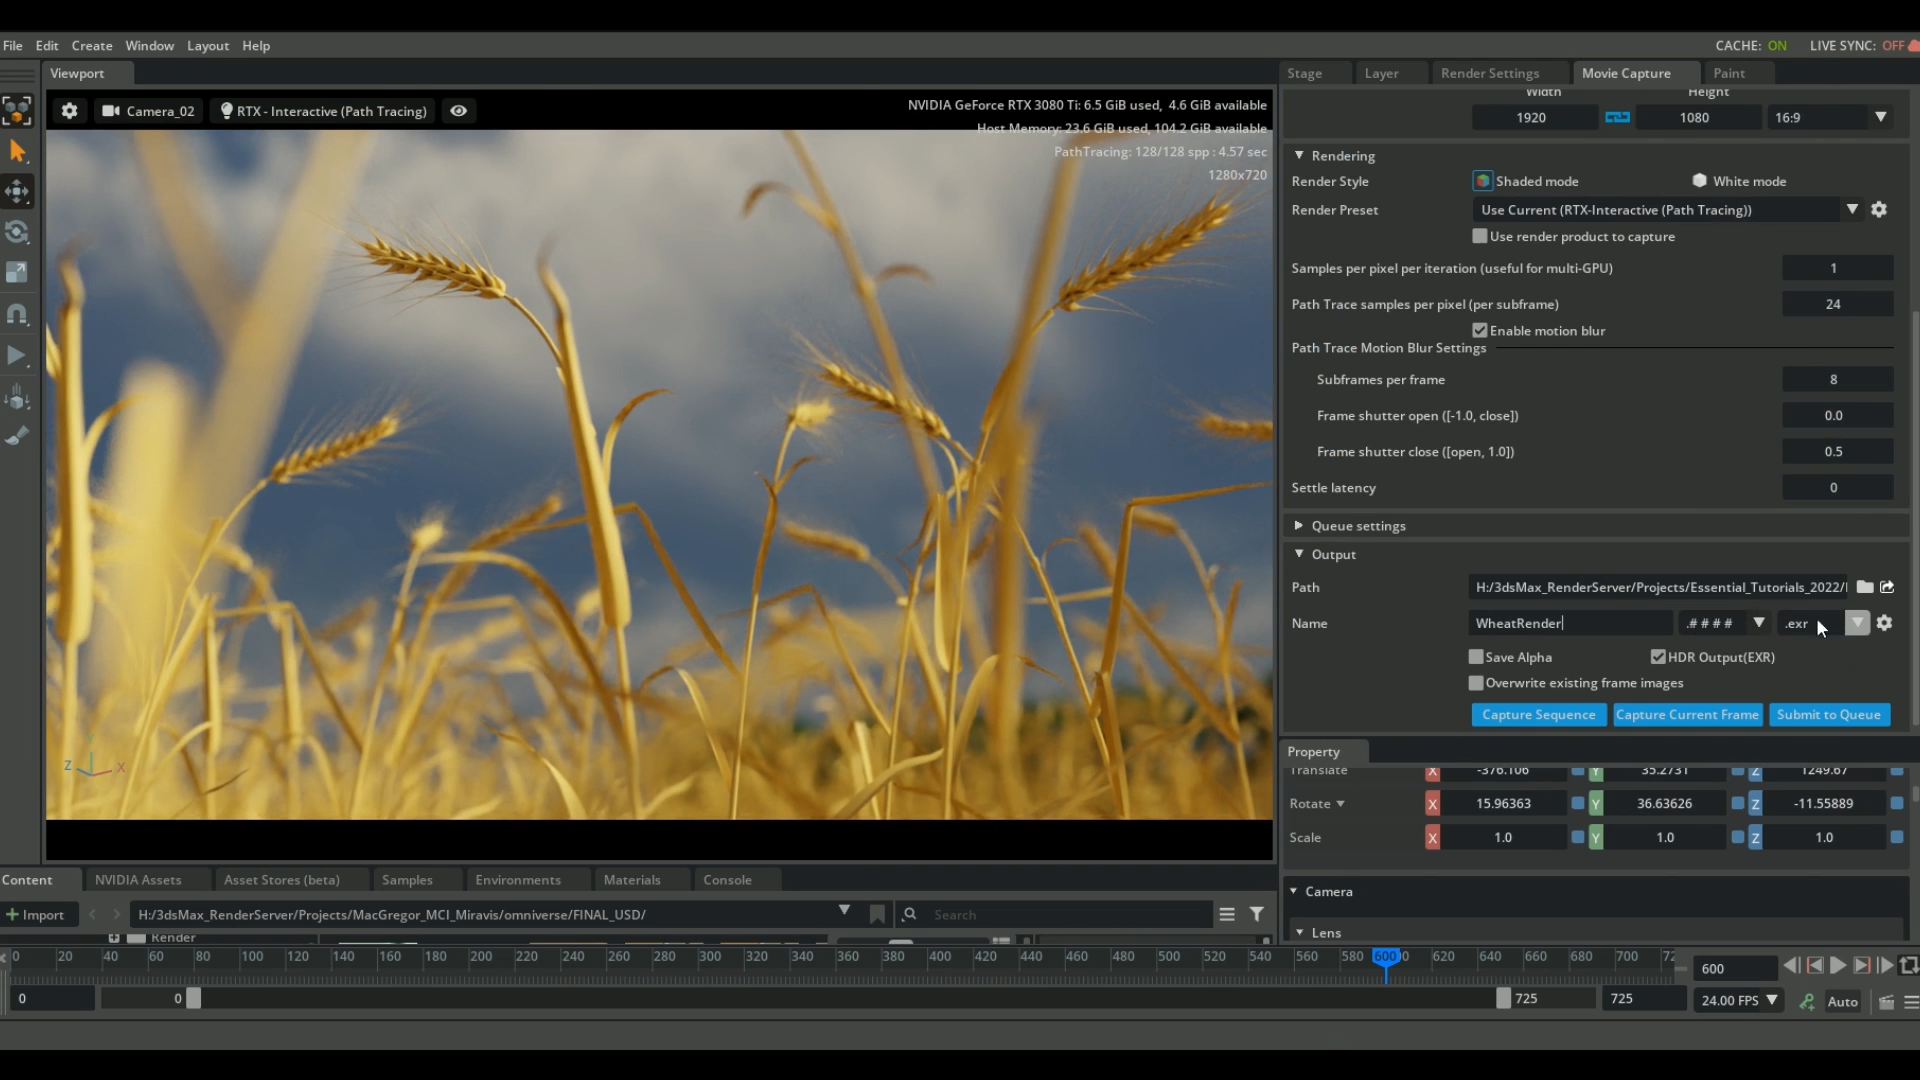 File Edit Create Window Layout Help CACHE: ON LIVE SYNC: OFF
Viewport Stage Layer Render Settings Movie Capture Paint
Camera_02 RTX - Interactive (Path Tracing)
NVIDIA GeForce RTX 3080 Ti: 6.5 GiB used, 4.6 GiB available
Host Memory: 23.6 GiB used, 104.2 GiB available
PathTracing: 128/128 spp : 4.57 sec
1280x720
Width Height
1920 1080 16:9
Rendering
Render Style Shaded mode White mode
Render Preset Use Current (RTX-Interactive (Path Tracing))
Use render product to capture
Samples per pixel per iteration (useful for multi-GPU) 1
Path Trace samples per pixel (per subframe) 24
Enable motion blur
Path Trace Motion Blur Settings
Subframes per frame 8
Frame shutter open ([-1.0, close]) 0.0
Frame shutter close ([open, 1.0]) 0.5
Settle latency 0
Queue settings
Output
Path H:/3dsMax_RenderServer/Projects/Essential_Tutorials_2022/
Name WheatRender .#### .exr
Save Alpha HDR Output(EXR)
Overwrite existing frame images
Capture Sequence Capture Current Frame Submit to Queue
Y
Z X
Property
Translate X -376.106 Y 35.2731 Z 1249.67
Rotate X 15.96363 Y 36.63626 Z -11.55889
Scale X 1.0 Y 1.0 Z 1.0
Camera
Lens
Content NVIDIA Assets Asset Stores (beta) Samples Environments Materials Console
+ Import H:/3dsMax_RenderServer/Projects/MacGregor_MCI_Miravis/omniverse/FINAL_USD/ Search
Render
0 20 40 60 80 100 120 140 160 180 200 220 240 260 280 300 320 340 360 380 400 420 440 460 480 500 520 540 560 580 600 620 640 660 680 700 72
600
0 0 725 725 24.00 FPS Auto